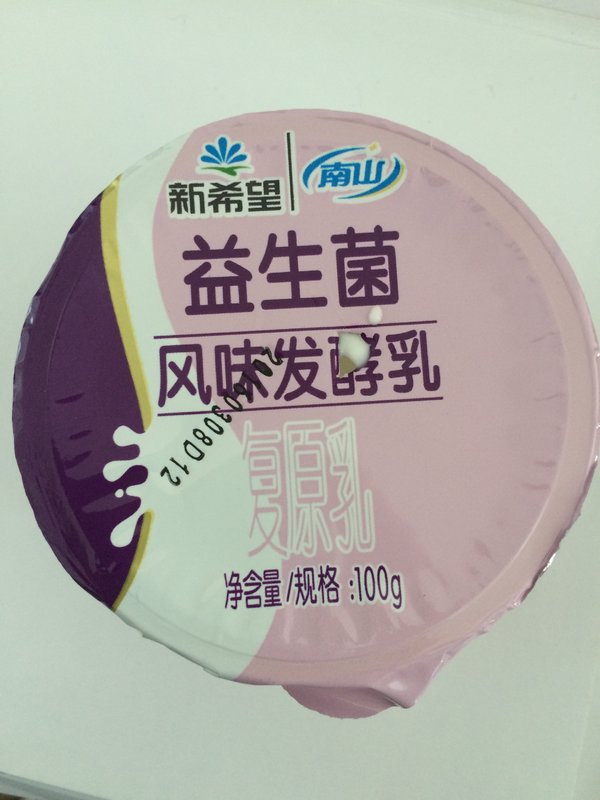 新希望 南山
益生菌
风味发酵乳
20160308D12
复原乳
净含量/规格:100g